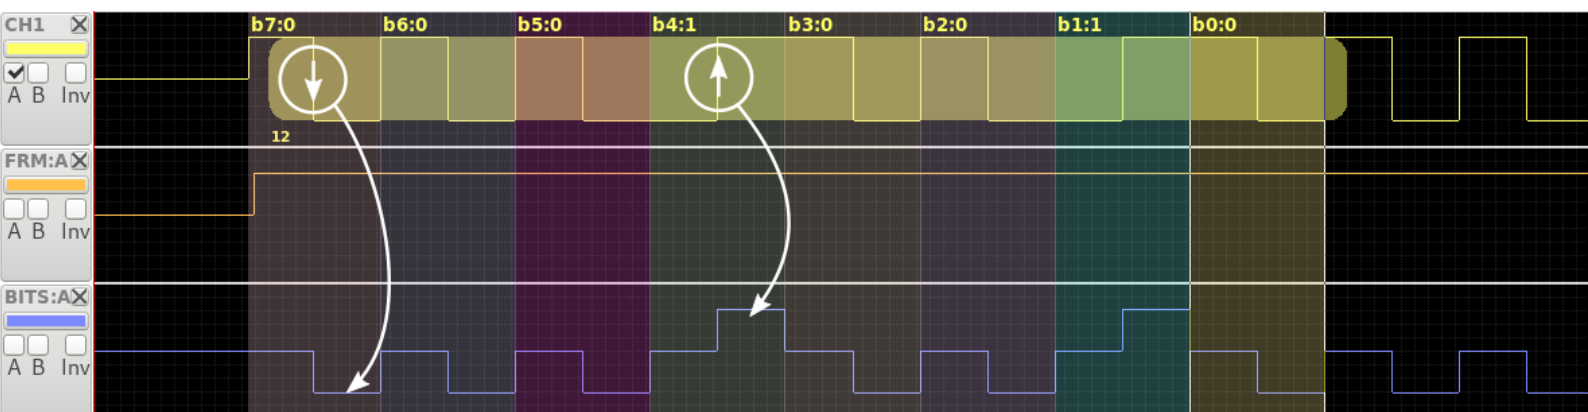 CH1 b7:0 b6:0 b5:0 b4:1 b3:0 b2:0 b1:1 b0:0
A B Inv
12
FRM:A
A B Inv
BITS:A
A B Inv